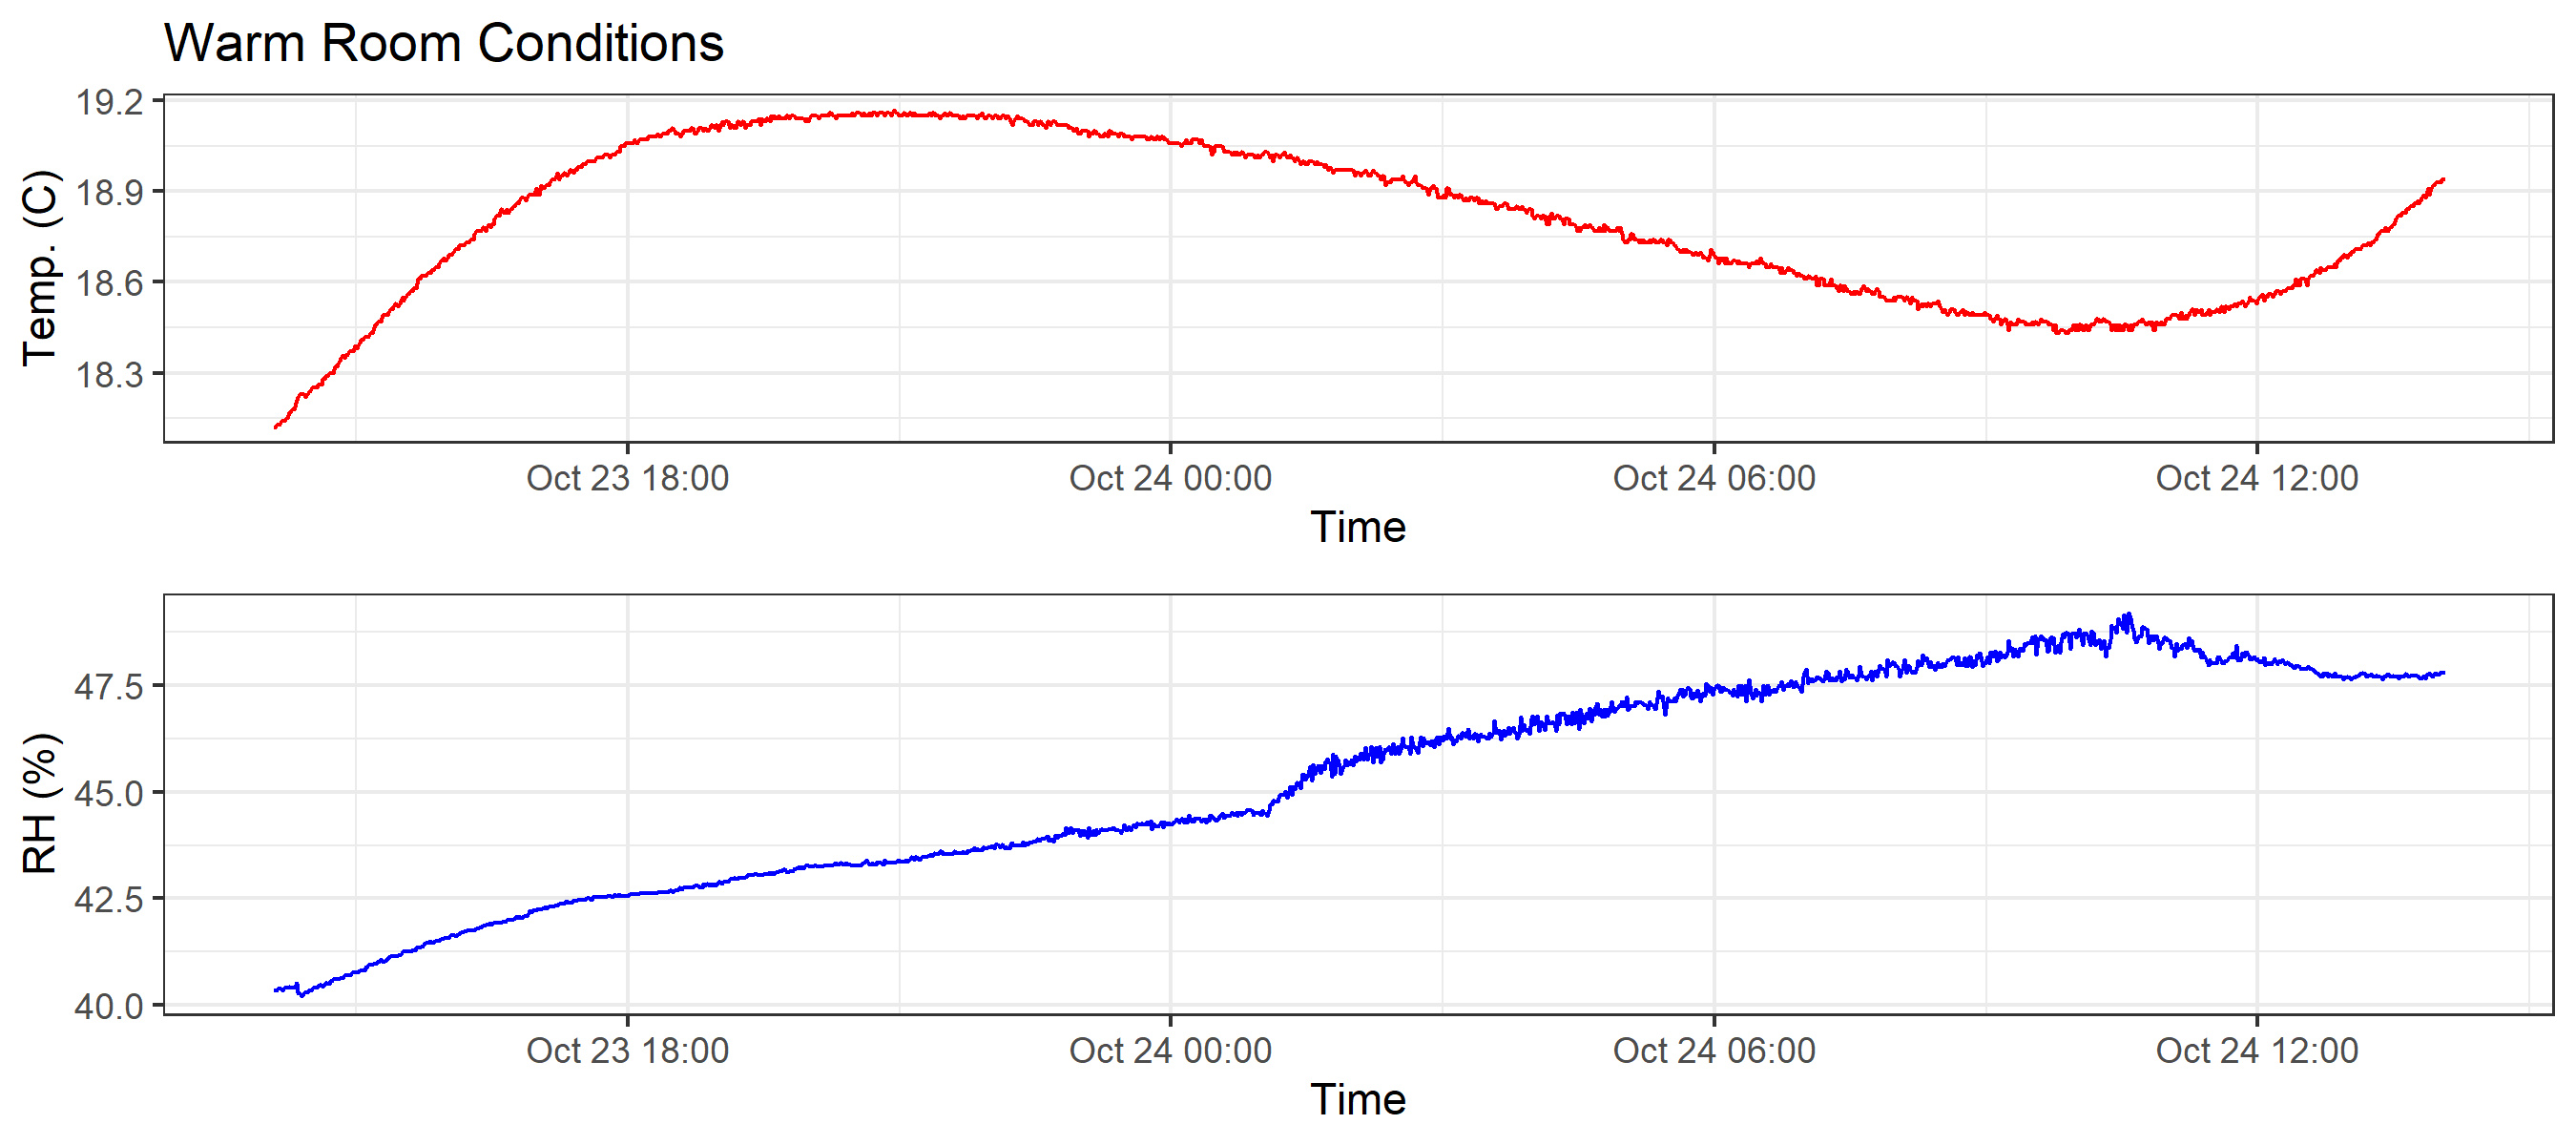 Warm Room Conditions
19.2
18.9
18.6
18.3
Temp. (C)
Oct 23 18:00 Oct 24 00:00 Oct 24 06:00 Oct 24 12:00
Time
47.5
45.0
42.5
40.0
RH (%)
Oct 23 18:00 Oct 24 00:00 Oct 24 06:00 Oct 24 12:00
Time